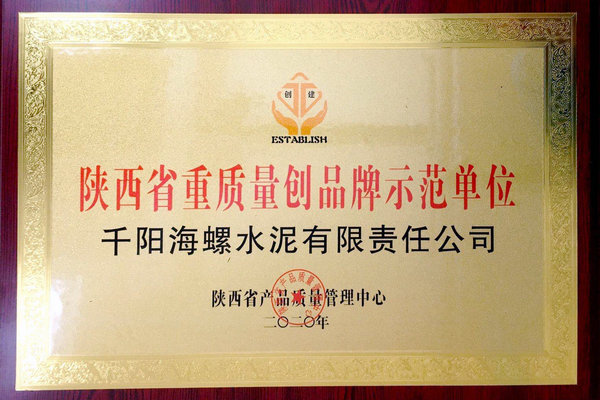 创 建
ESTABLISH
陕西省重质量创品牌示范单位
千阳海螺水泥有限责任公司
陕西省产品质量管理中心
二〇二〇年